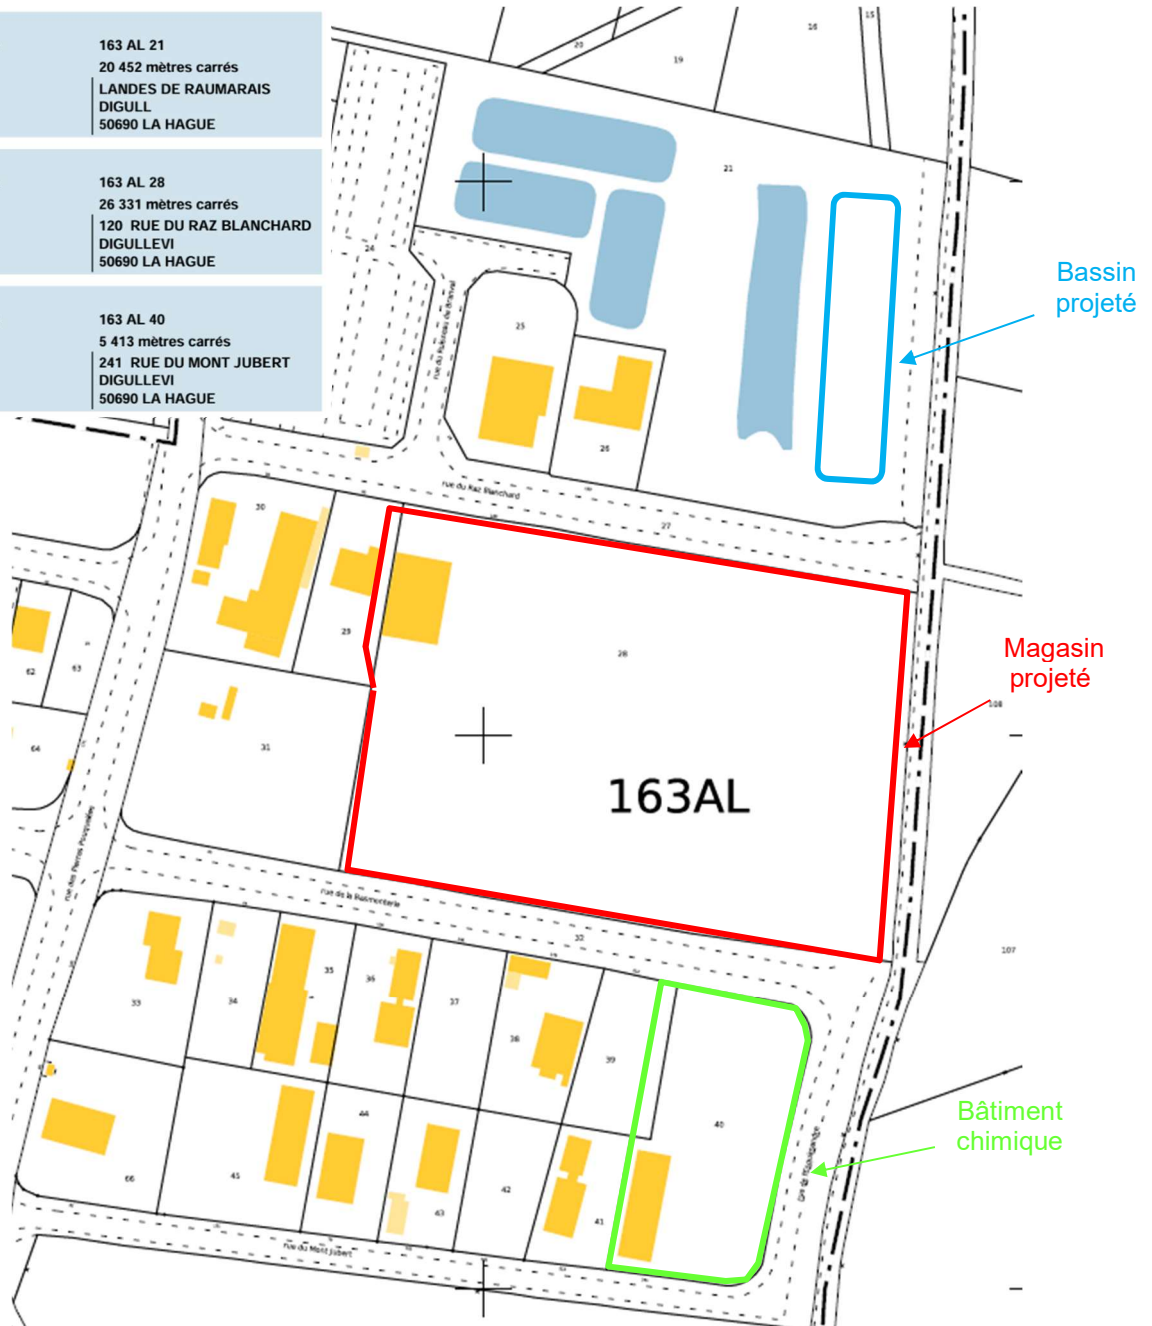 163 AL 21
20 452 mètres carrés
LANDES DE RAUMARAIS
DIGULL
50690 LA HAGUE
163 AL 28
26 331 mètres carrés
120 RUE DU RAZ BLANCHARD
DIGULLEVI
50690 LA HAGUE
163 AL 40
5 413 mètres carrés
241 RUE DU MONT JUBERT
DIGULLEVI
50690 LA HAGUE
15
16
20
19
21
24
Bassin
projeté
25
26
rue du Raz Blanchard
27
30
29
28
Magasin
projeté
62
63
108
31
64
163AL
rue de la Rasmonterie
32
107
33
34
35
36
37
38
39
40
Bâtiment
chimique
44
45
66
43
42
41
rue du Mont Jubert